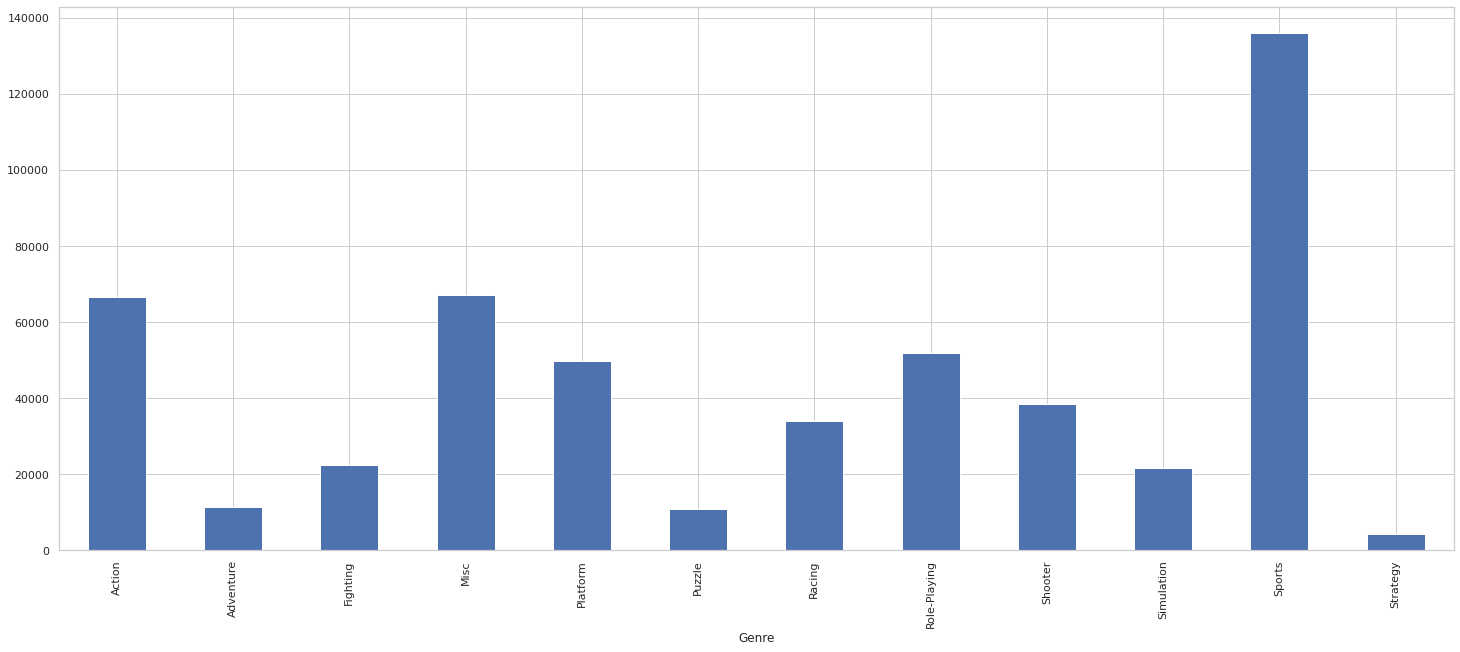 140000
120000
100000
80000
60000
40000
20000
0
Action
Adventure
Fighting
Misc
Platform
Puzzle
Racing
Role-Playing
Shooter
Simulation
Sports
Strategy
Genre